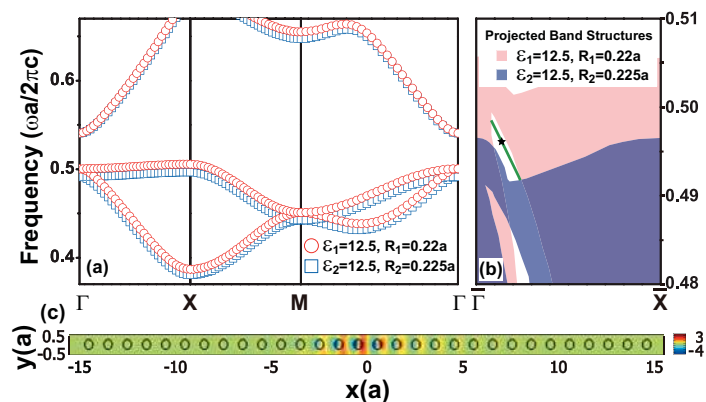 Frequency (ωa/2πc)
0.6
0.5
0.4
(a)
ε1=12.5, R1=0.22a
ε2=12.5, R2=0.225a
Γ
X
M
Γ
Projected Band Structures
ε1=12.5, R1=0.22a
ε2=12.5, R2=0.225a
0.51
0.50
0.49
0.48
(b)
Γ
X
(c)
y(a)
0.5
-0.5
-15
-10
-5
0
5
10
15
x(a)
3
-4